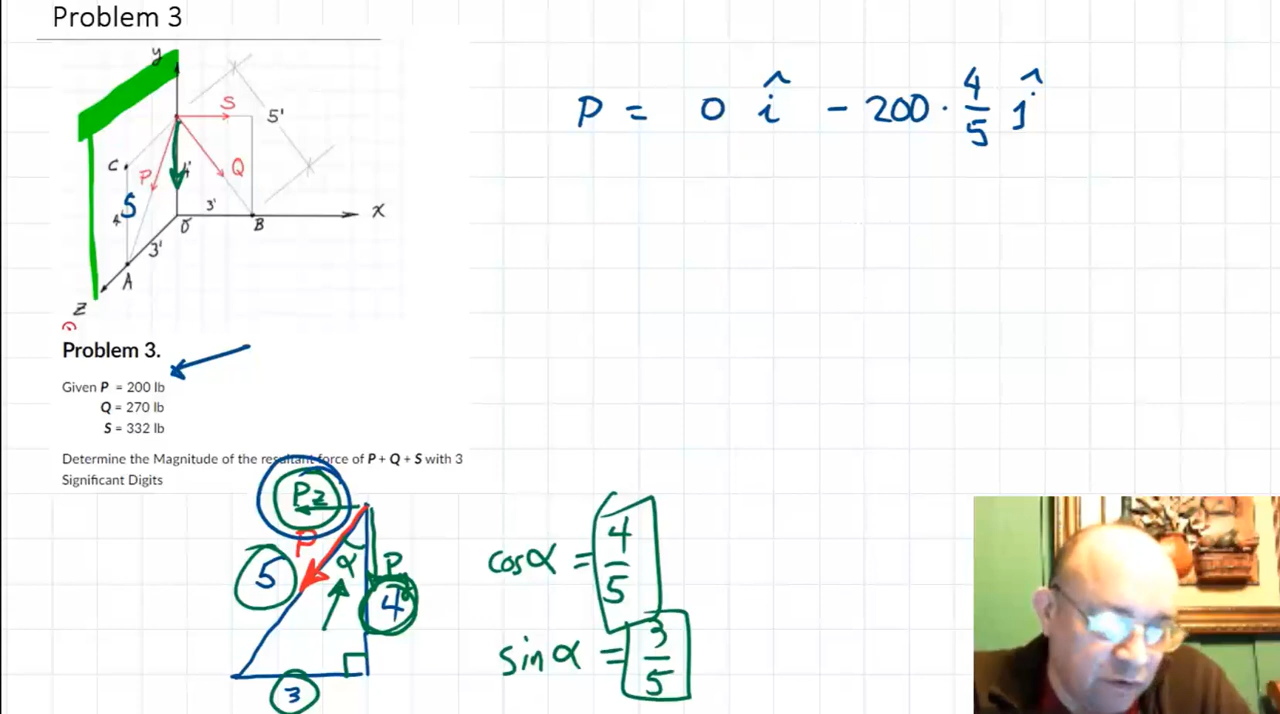 Problem 3
y
S
5'
C
P
4'
Q
5
4
3'
O
B
x
3'
A
z
Problem 3.
Given P = 200 lb
Q = 270 lb
S = 332 lb
Determine the Magnitude of the resultant force of P + Q + S with 3
Significant Digits
P = 0 î - 200 · 4/5 ĵ
Pz
P
5
α
P
4
3
cosα = 4/5
sinα = 3/5